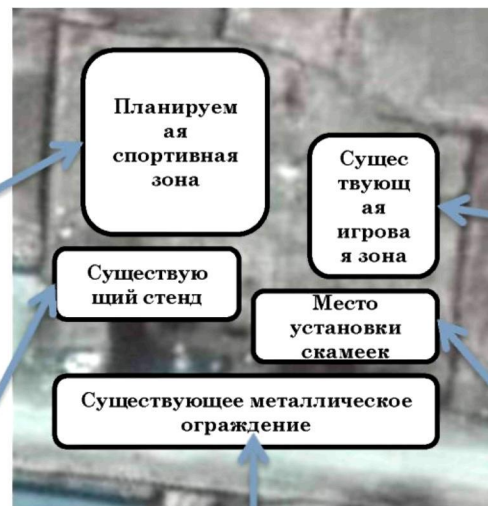 Планируем
ая
спортивная
зона
Сущес
твующ
ая
игрова
я зона
Существую
щий стенд
Место
установки
скамеек
Существующее металлическое
ограждение